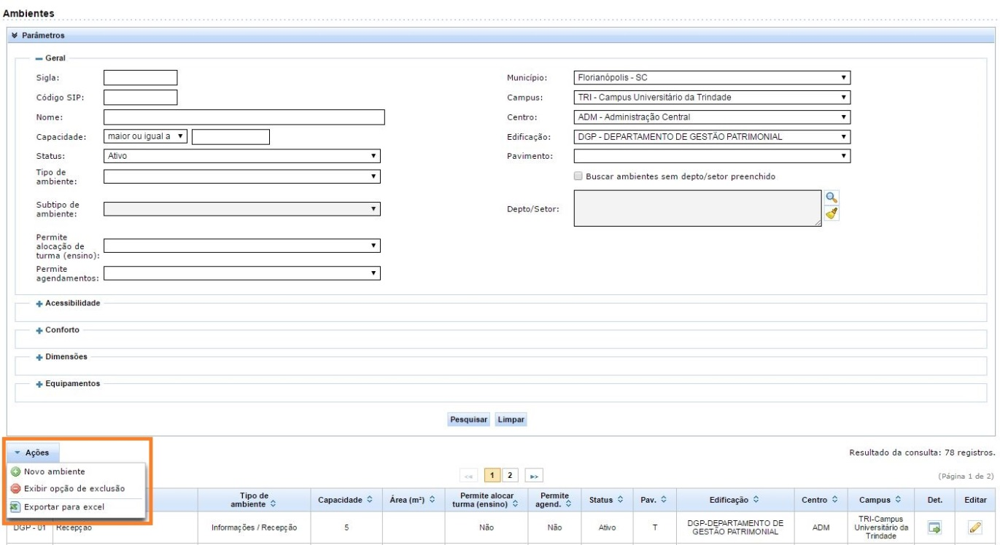 Ambientes
Parâmetros
Geral
Sigla:
Município: Florianópolis - SC
Código SIP:
Campus: TRI - Campus Universitário da Trindade
Nome:
Centro: ADM - Administração Central
Capacidade: maior ou igual a
Edificação: DGP - DEPARTAMENTO DE GESTÃO PATRIMONIAL
Status: Ativo
Pavimento:
Tipo de
ambiente:
Buscar ambientes sem depto/setor preenchido
Subtipo de
ambiente:
Depto/Setor:
Permite
alocação de
turma (ensino):
Permite
agendamentos:
Acessibilidade
Conforto
Dimensões
Equipamentos
Pesquisar Limpar
Ações
Resultado da consulta: 78 registros.
Novo ambiente
Exibir opção de exclusão
Exportar para excel
<< 1 2 >>
(Página 1 de 2)
Tipo de
ambiente
Capacidade
Área (m²)
Permite alocar
turma (ensino)
Permite
agend.
Status
Pav.
Edificação
Centro
Campus
Det.
Editar
DGP - 01
Recepção
Informações / Recepção
5
Não
Não
Ativo
T
DGP-DEPARTAMENTO DE
GESTÃO PATRIMONIAL
ADM
TRI-Campus
Universitário da
Trindade